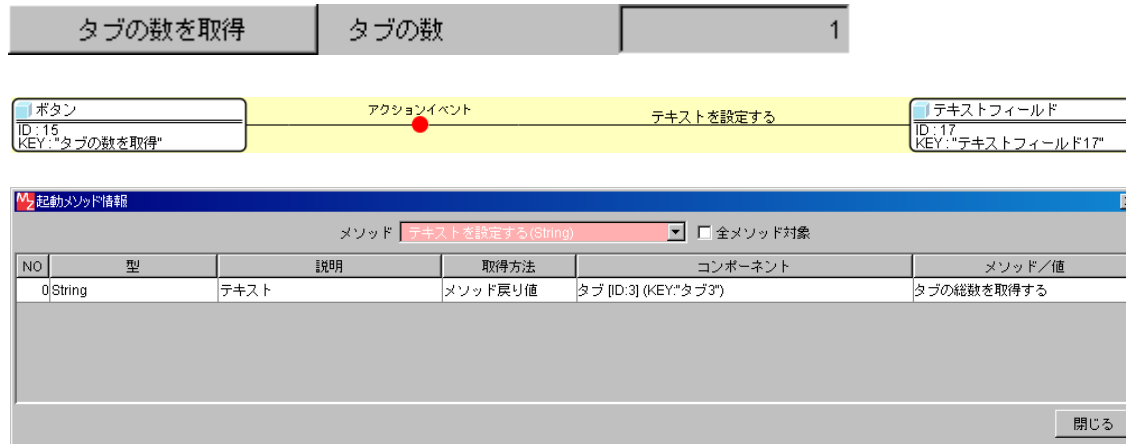 タブの数を取得 タブの数 1
ボタン アクションイベント テキストを設定する テキストフィールド
ID : 15 ID : 17
KEY : "タブの数を取得" KEY : "テキストフィールド17"
起動メソッド情報
メソッド テキストを設定する(String) 全メソッド対象
NO 型 説明 取得方法 コンポーネント メソッド／値
0 String テキスト メソッド戻り値 タブ [ID:3] (KEY:"タブ3") タブの総数を取得する
閉じる